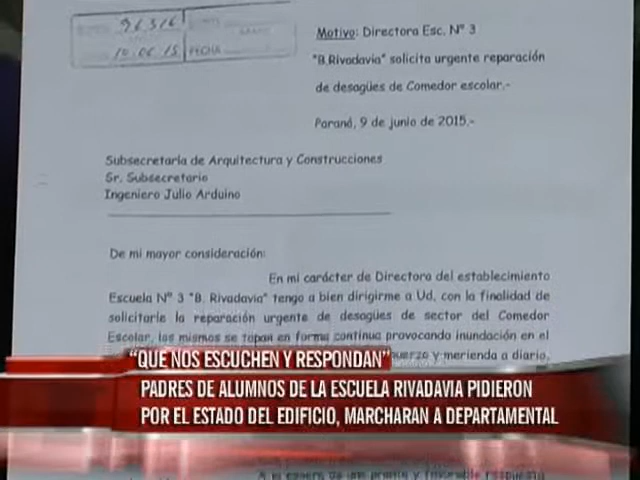 96316
10.06.15 FECHA
Motivo: Directora Esc. Nº 3
"B.Rivadavia" solicita urgente reparación
de desagües de Comedor escolar.-
Paraná, 9 de junio de 2015.-
Subsecretaría de Arquitectura y Construcciones
Sr. Subsecretario
Ingeniero Julio Arduino
De mi mayor consideración:
En mi carácter de Directora del establecimiento
Escuela Nº 3 "B. Rivadavia" tengo a bien dirigirme a Ud. con la finalidad de
solicitarle la reparación urgente de desagües de sector del Comedor
Escolar, los mismos se tapan en forma continua provocando inundación en el
y merienda a diario,
"QUE NOS ESCUCHEN Y RESPONDAN"
PADRES DE ALUMNOS DE LA ESCUELA RIVADAVIA PIDIERON
POR EL ESTADO DEL EDIFICIO, MARCHARAN A DEPARTAMENTAL